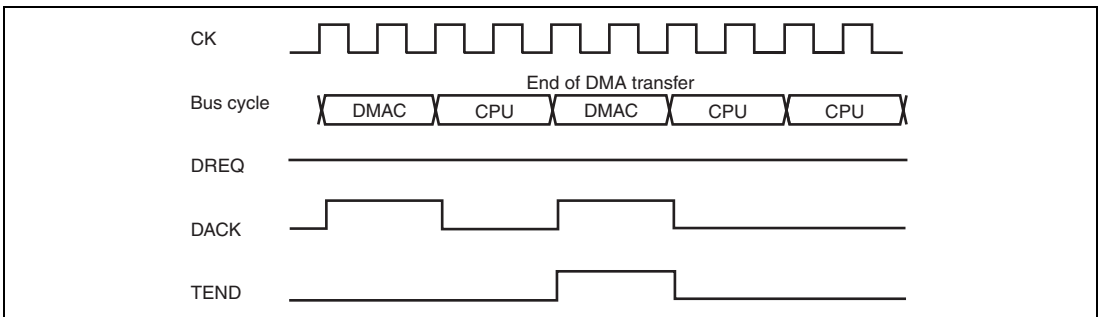 CK
End of DMA transfer
Bus cycle DMAC CPU DMAC CPU CPU
DREQ
DACK
TEND